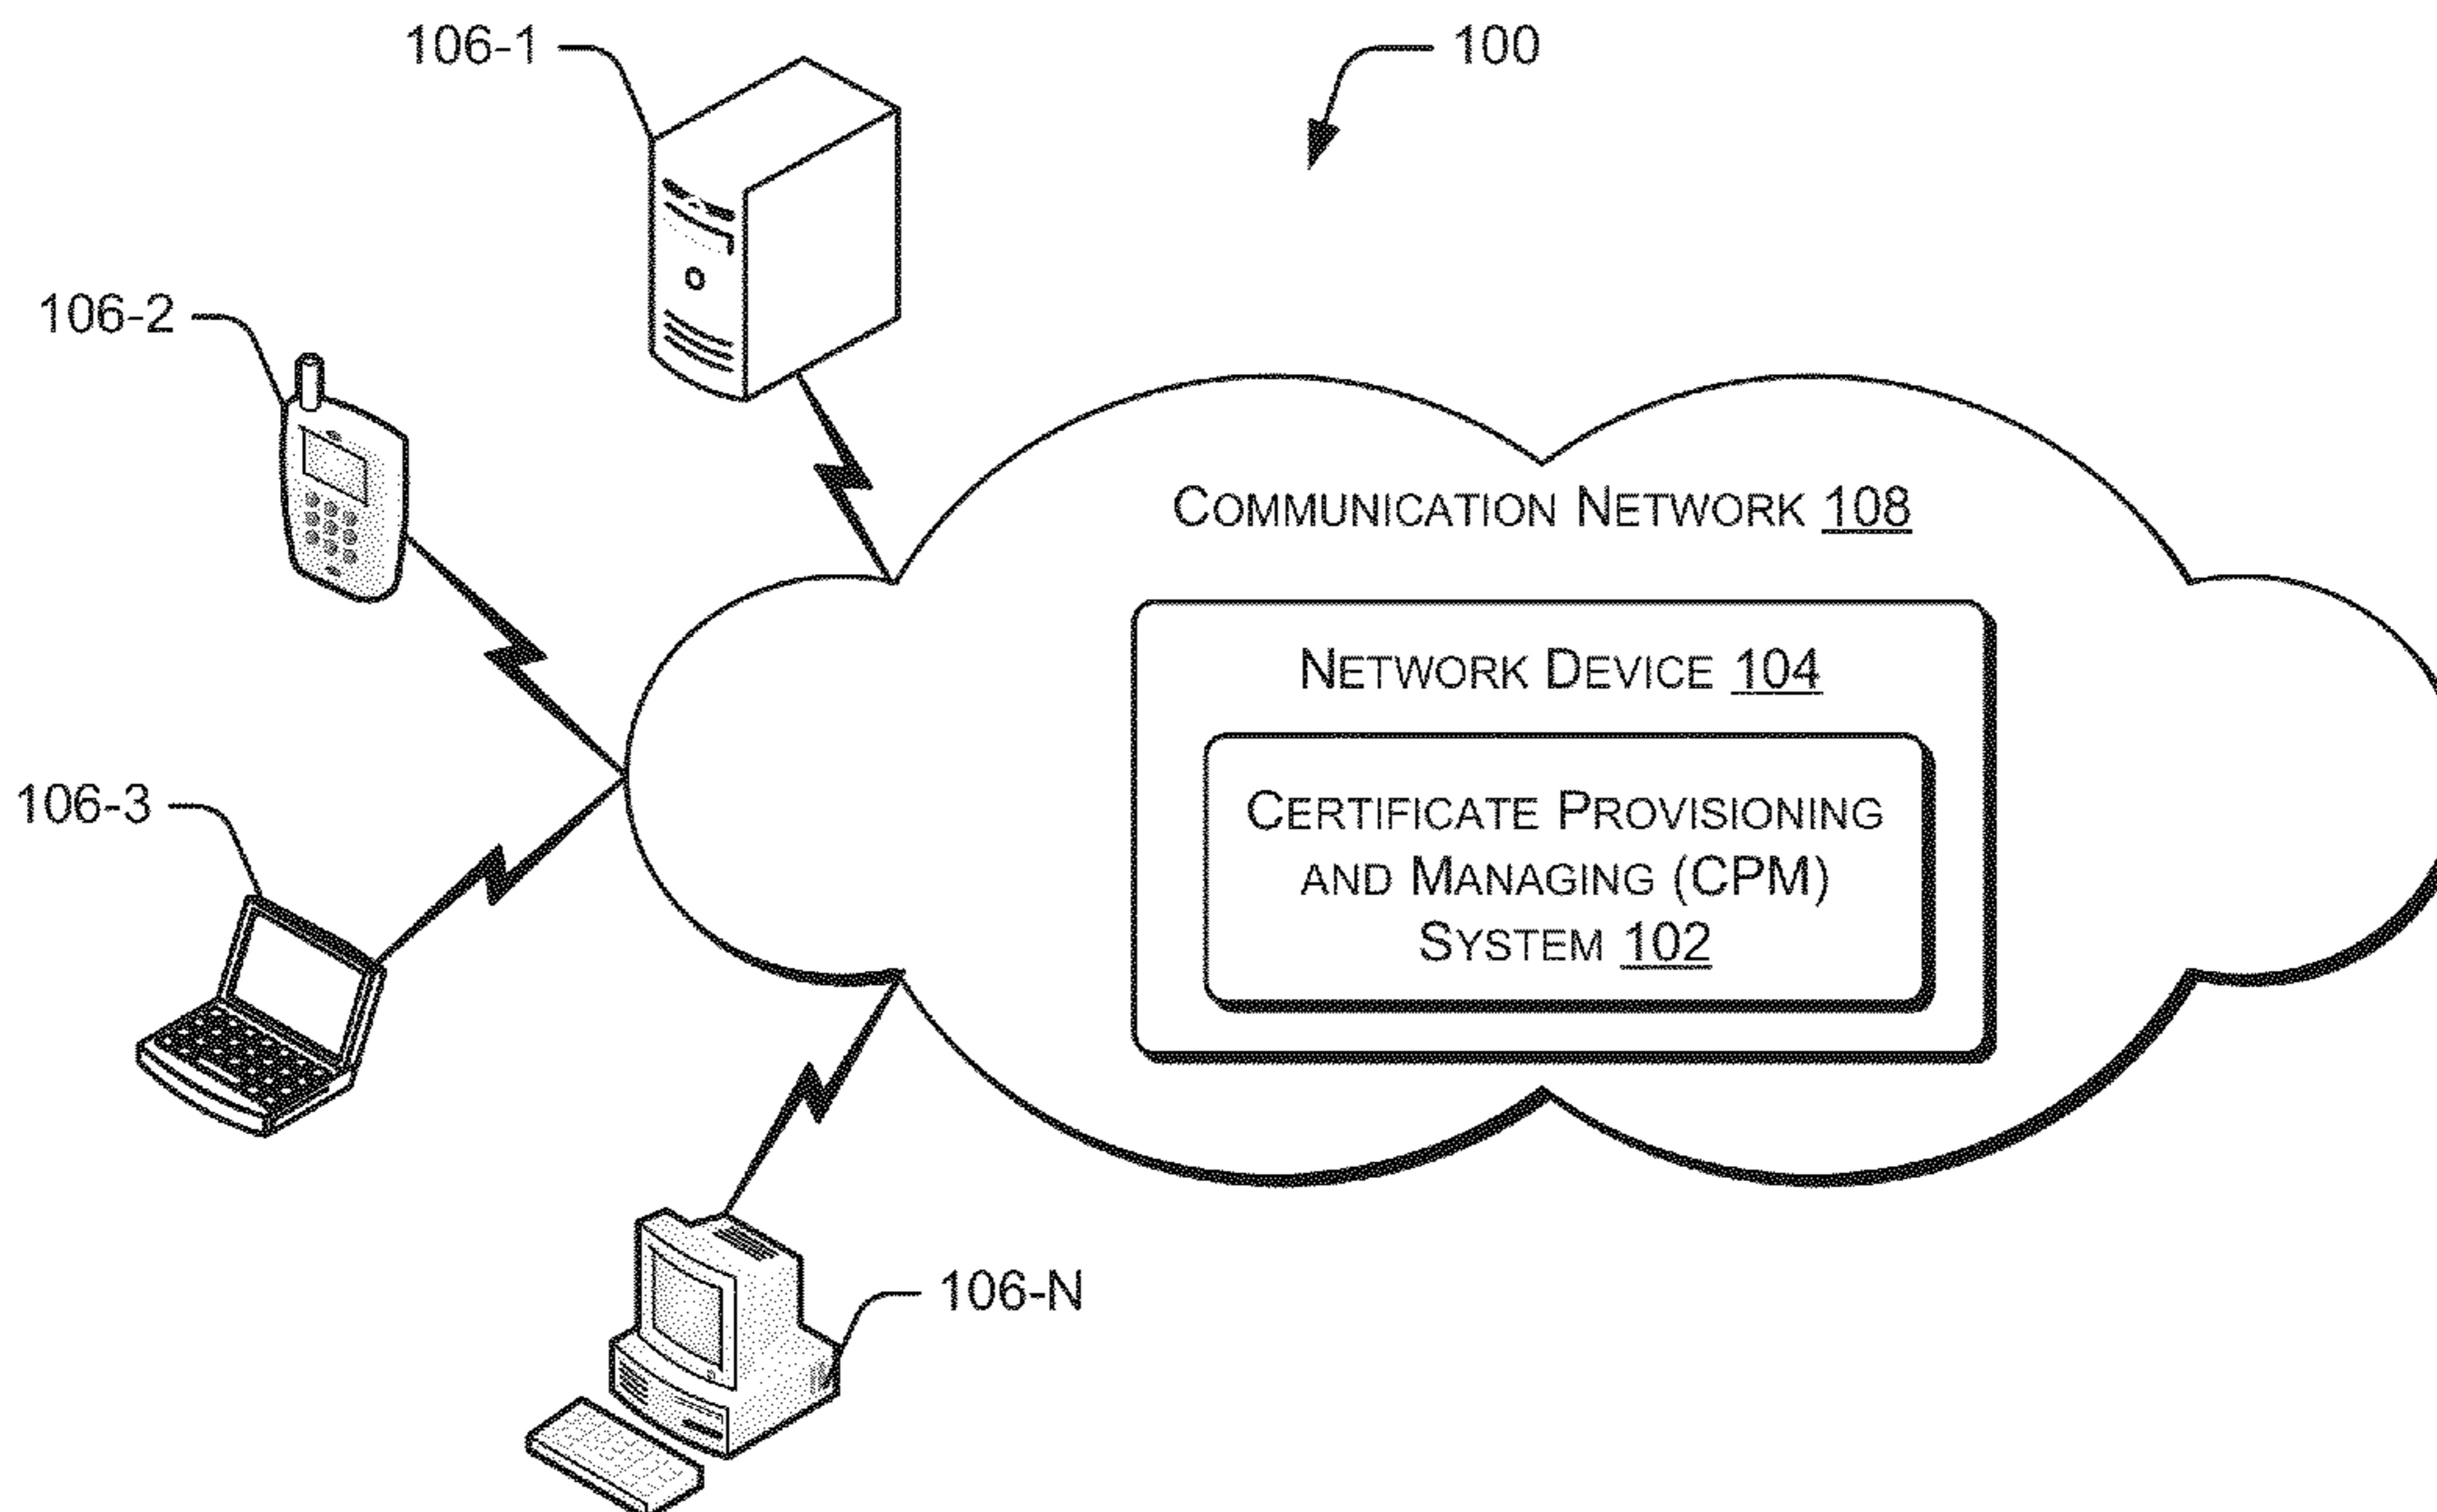 106-1
100
106-2
COMMUNICATION NETWORK 108
NETWORK DEVICE 104
106-3
CERTIFICATE PROVISIONING
AND MANAGING (CPM)
SYSTEM 102
106-N